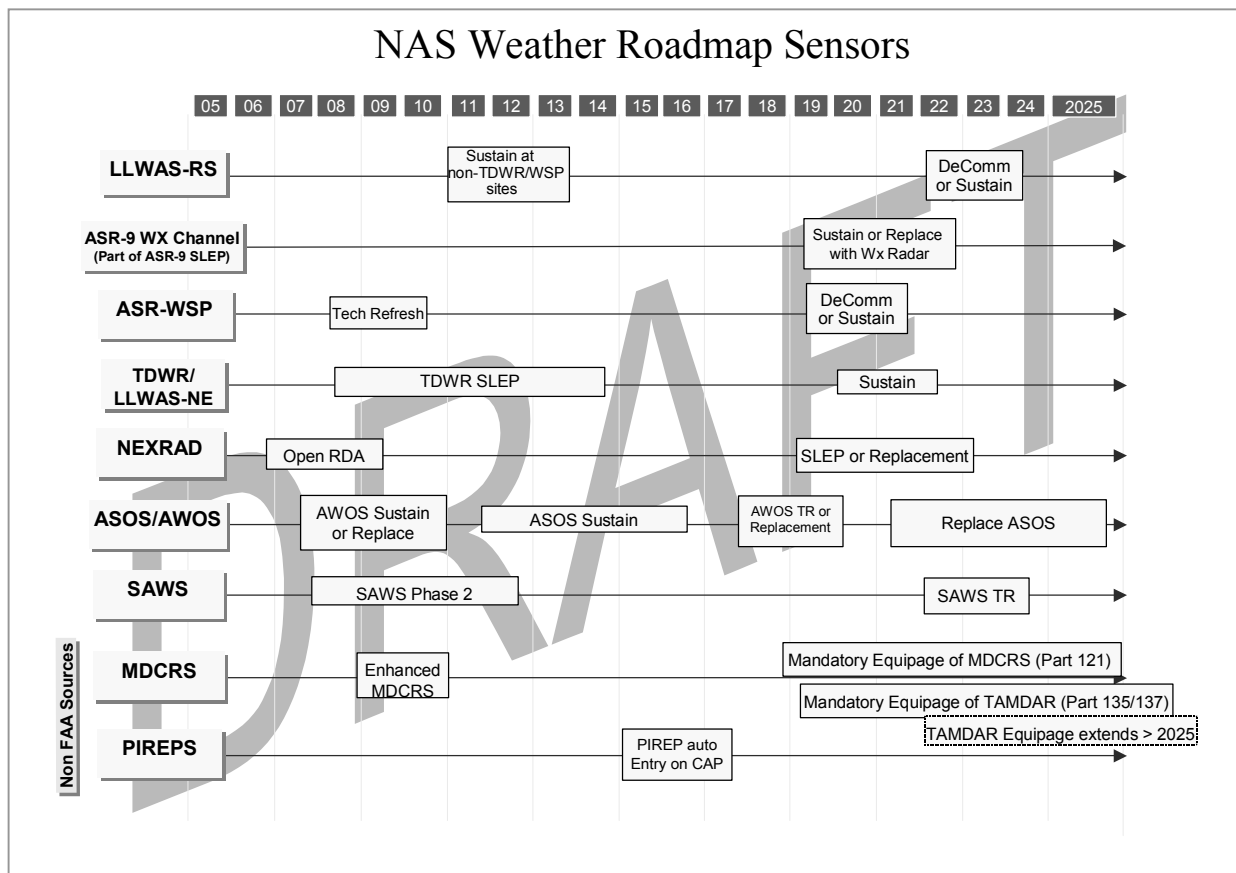 NAS Weather Roadmap Sensors
05 06 07 08 09 10 11 12 13 14 15 16 17 18 19 20 21 22 23 24 2025
LLWAS-RS
Sustain at
non-TDWR/WSP
sites
DeComm
or Sustain
ASR-9 WX Channel
(Part of ASR-9 SLEP)
Sustain or Replace
with Wx Radar
ASR-WSP
Tech Refresh
DeComm
or Sustain
TDWR/
LLWAS-NE
TDWR SLEP
Sustain
NEXRAD
Open RDA
SLEP or Replacement
ASOS/AWOS
AWOS Sustain
or Replace
ASOS Sustain
AWOS TR or
Replacement
Replace ASOS
SAWS
SAWS Phase 2
SAWS TR
Non FAA Sources
MDCRS
Enhanced
MDCRS
Mandatory Equipage of MDCRS (Part 121)
Mandatory Equipage of TAMDAR (Part 135/137)
TAMDAR Equipage extends > 2025
PIREPS
PIREP auto
Entry on CAP
DRAFT